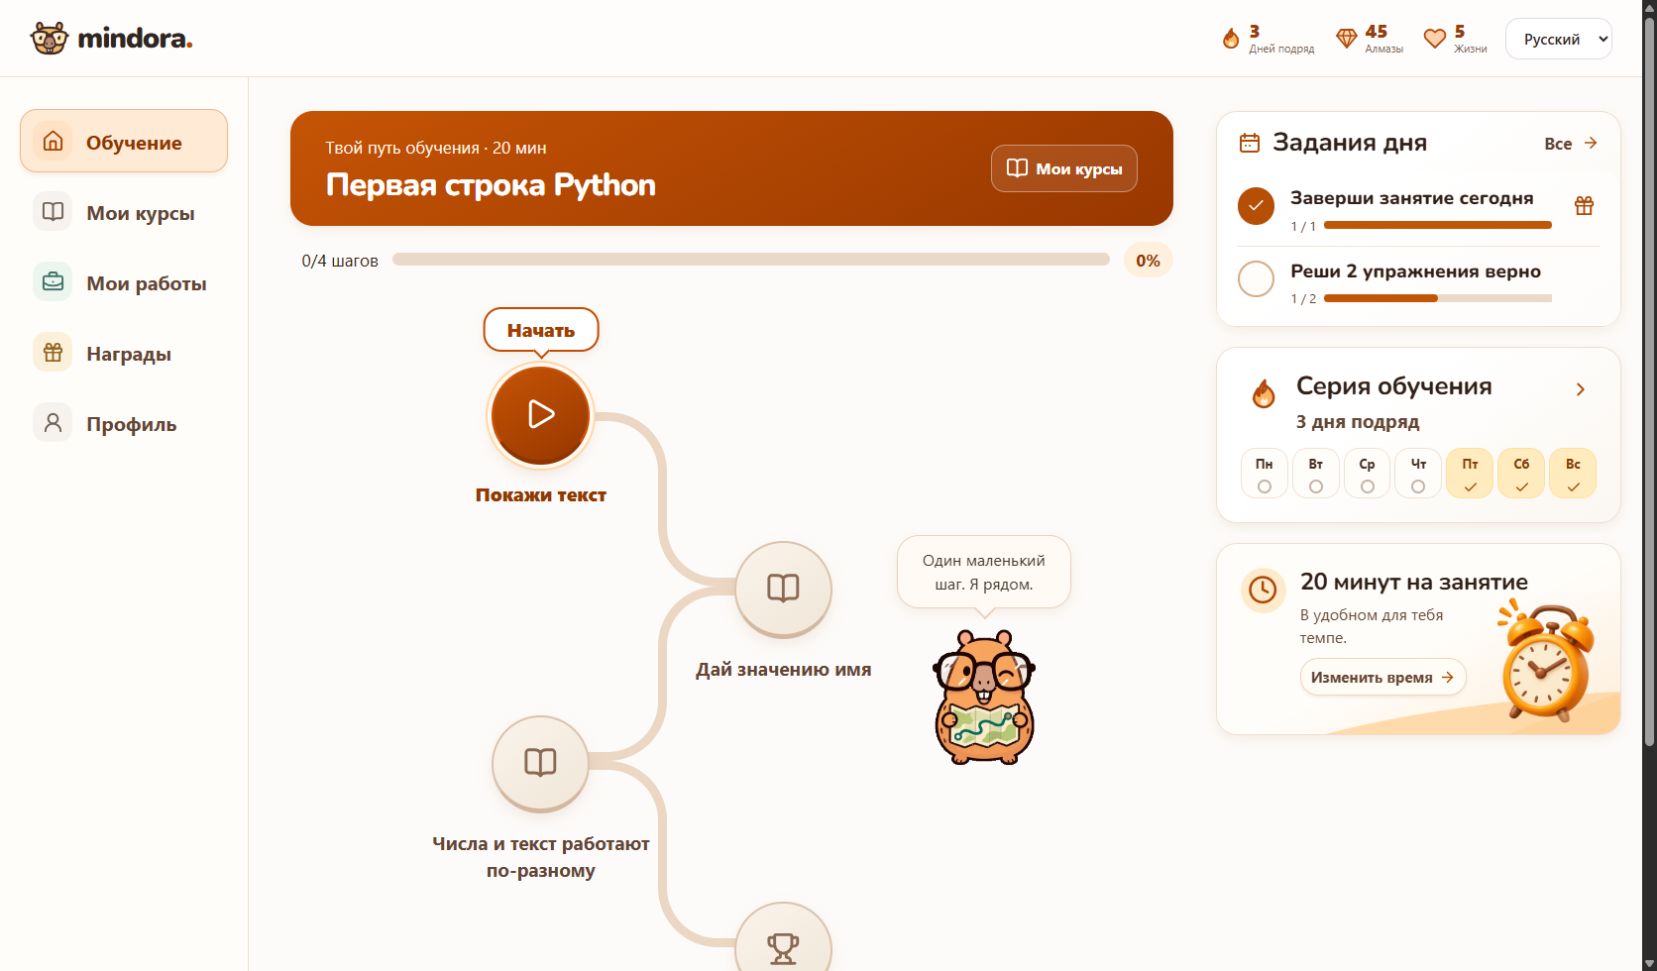 mindora.
3
Дней подряд
45
Алмазы
5
Жизни
Русский
Обучение
Мои курсы
Мои работы
Награды
Профиль
Твой путь обучения · 20 мин
Первая строка Python
Мои курсы
0/4 шагов
0%
Начать
Покажи текст
Дай значению имя
Один маленький
шаг. Я рядом.
Числа и текст работают
по-разному
Задания дня
Все
Заверши занятие сегодня
1 / 1
Реши 2 упражнения верно
1 / 2
Серия обучения
3 дня подряд
Пн Вт Ср Чт Пт Сб Вс
20 минут на занятие
В удобном для тебя
темпе.
Изменить время